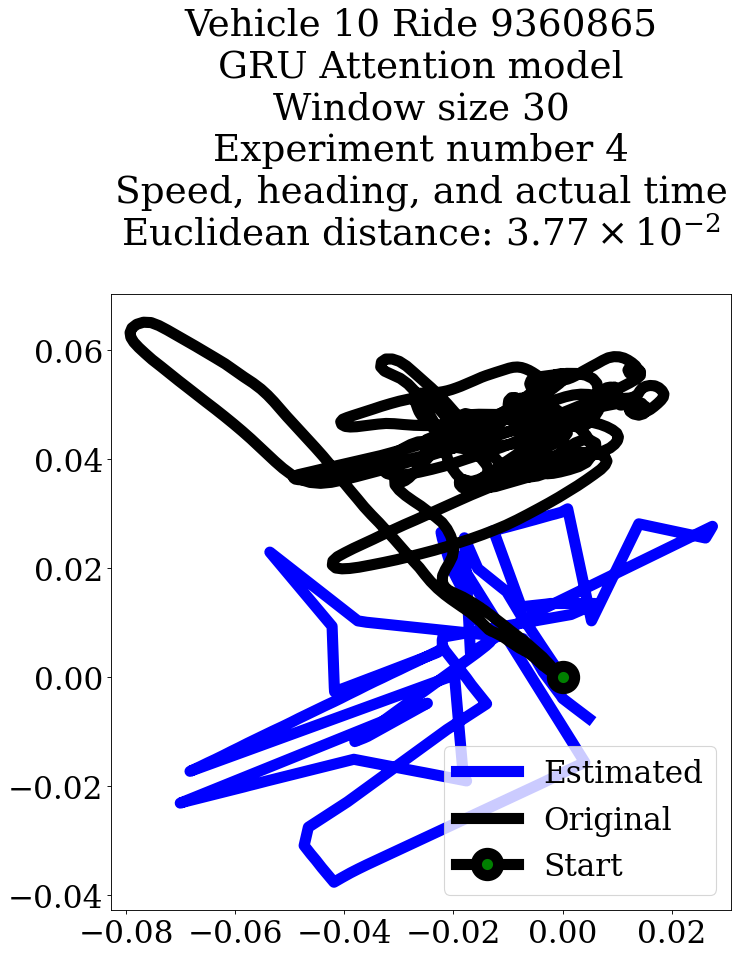 Vehicle 10 Ride 9360865
GRU Attention model
Window size 30
Experiment number 4
Speed, heading, and actual time
Euclidean distance: 3.77 × 10⁻²
0.06
0.04
0.02
0.00
−0.02
−0.04
Estimated
Original
Start
−0.08 −0.06 −0.04 −0.02 0.00 0.02